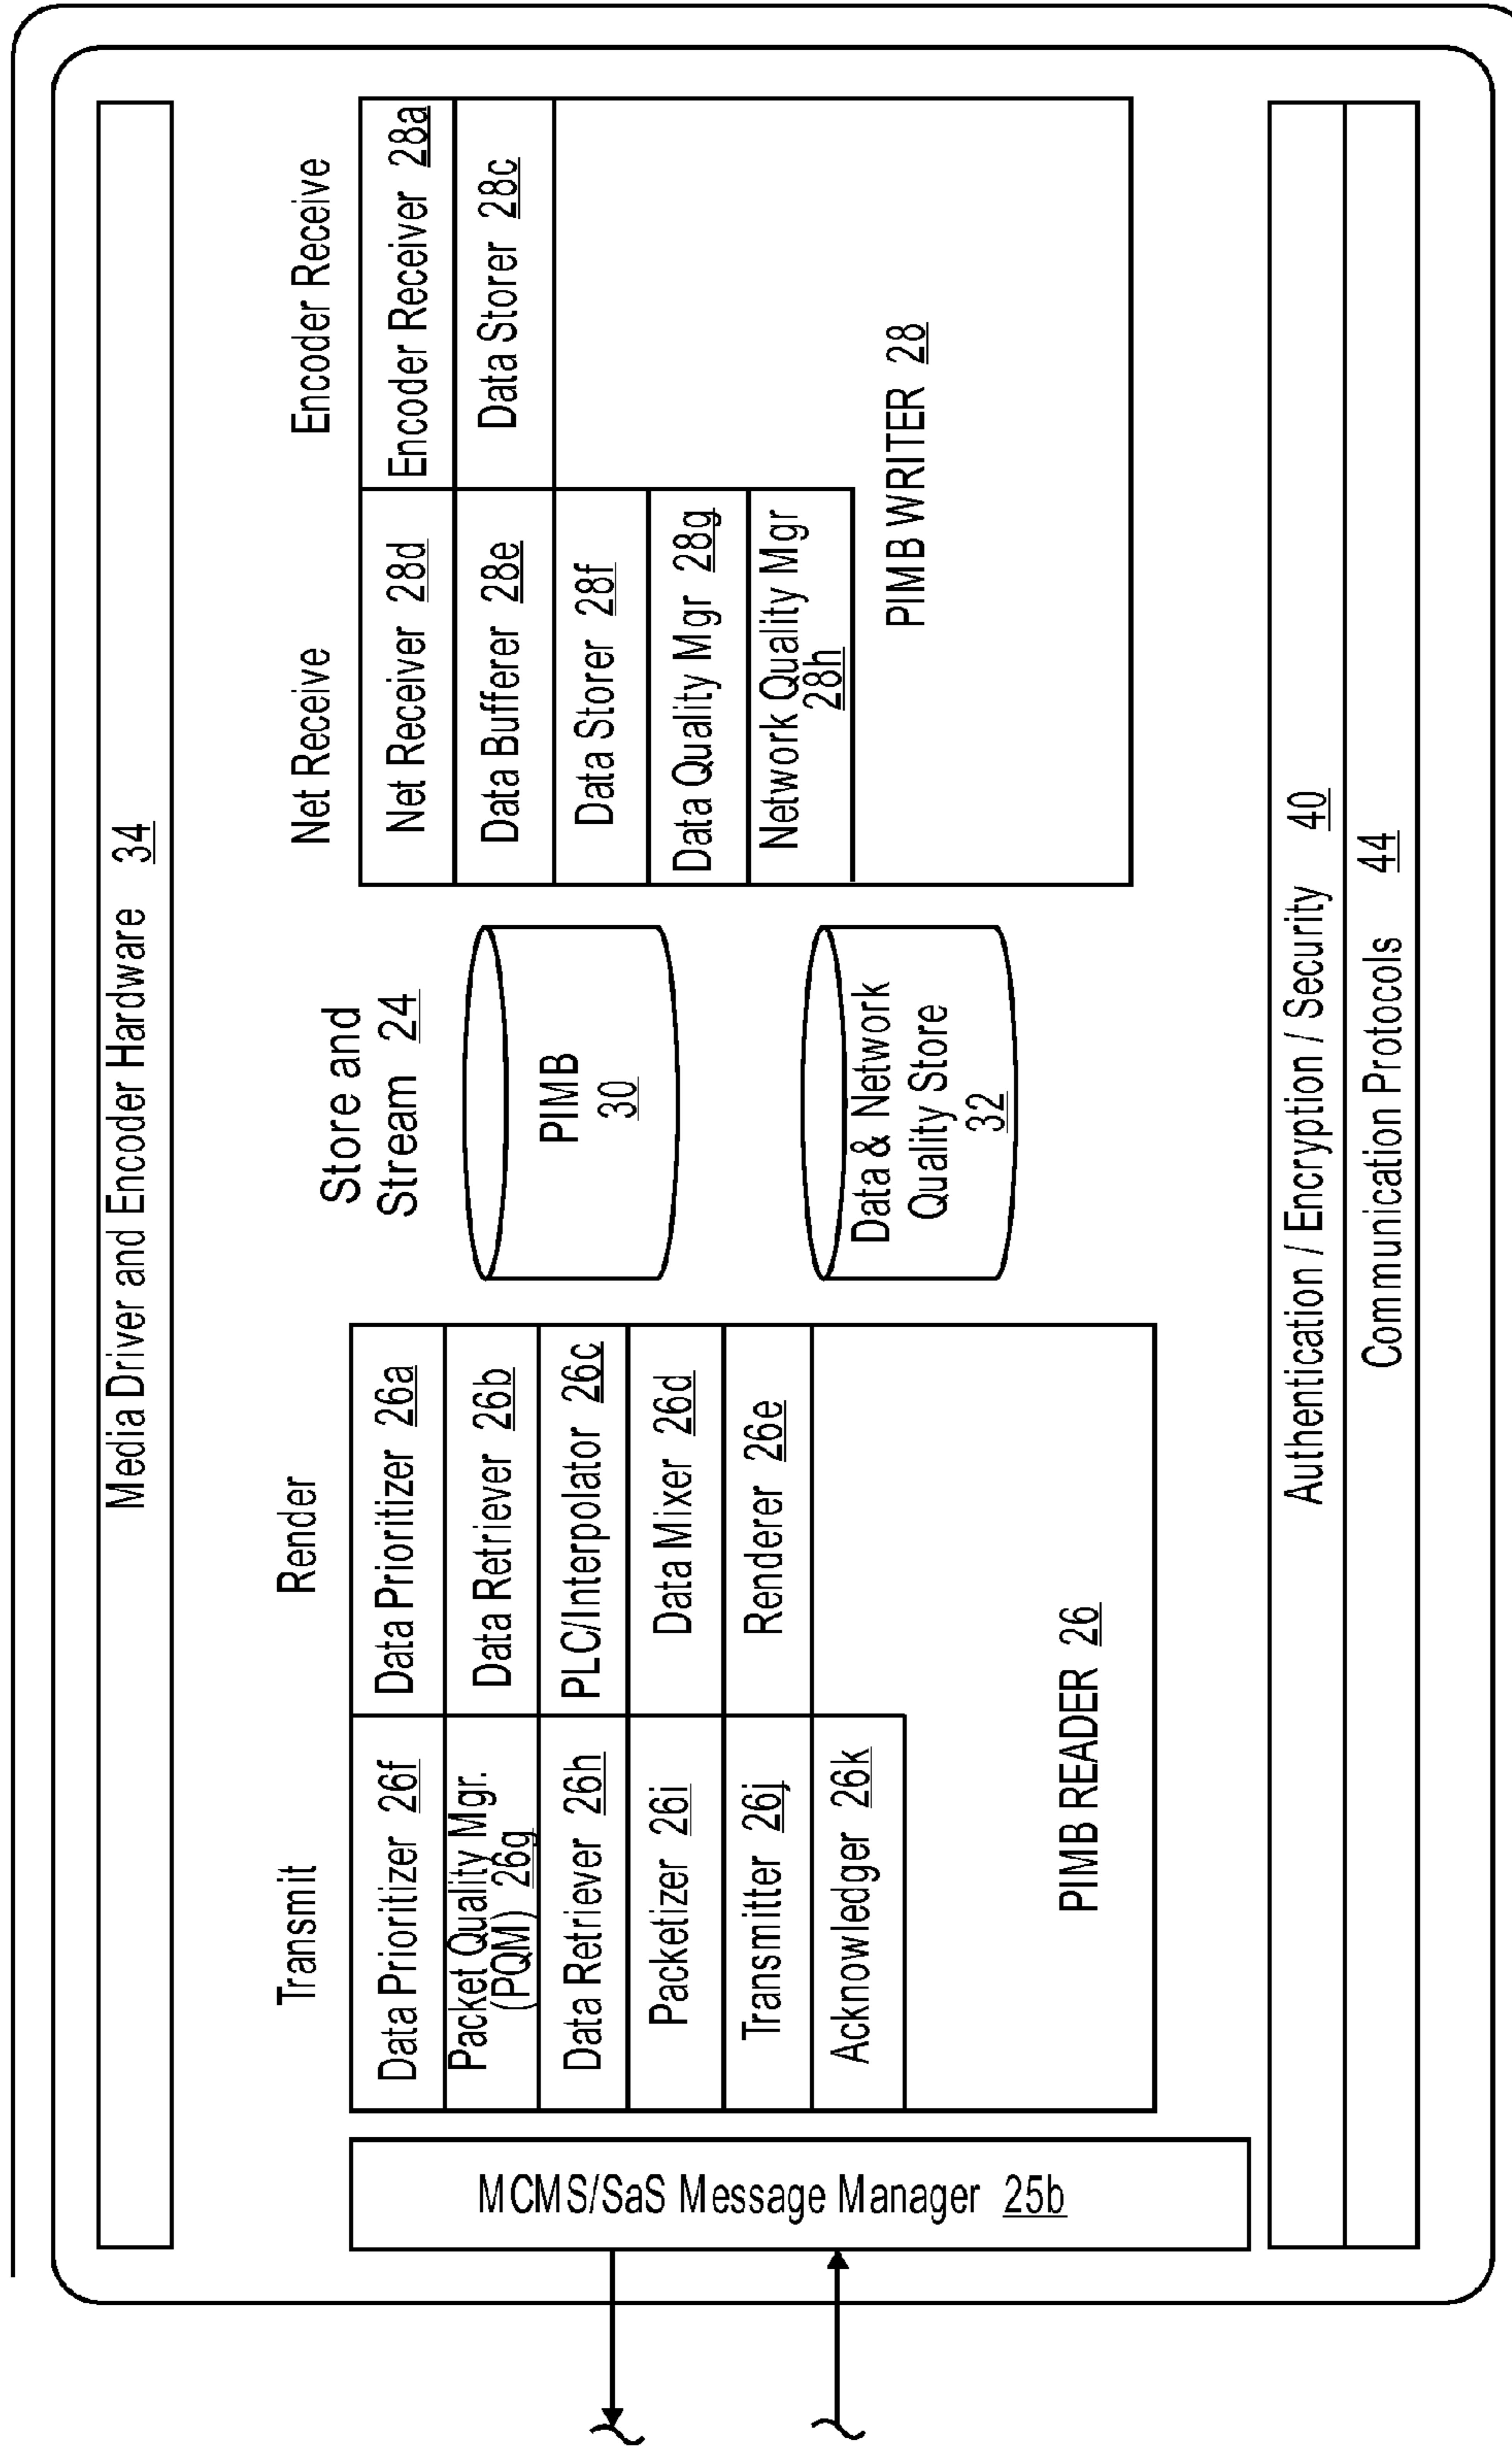 Media Driver and Encoder Hardware 34
Store and
Stream 24
Transmit
Render
Net Receive
Encoder Receive
MCMS/SaS Message Manager 25b
Data Prioritizer 26f
Packet Quality Mgr.
(PQM) 26g
Data Retriever 26h
Packetizer 26i
Transmitter 26j
Acknowledger 26k
Data Prioritizer 26a
Data Retriever 26b
PLC/Interpolator 26c
Data Mixer 26d
Renderer 26e
PIMB READER 26
PIMB
30
Data & Network
Quality Store
32
Net Receiver 28d
Data Bufferer 28e
Data Storer 28f
Data Quality Mgr 28g
Network Quality Mgr
28h
Encoder Receiver 28a
Data Storer 28c
PIMB WRITER 28
Authentication / Encryption / Security 40
Communication Protocols 44